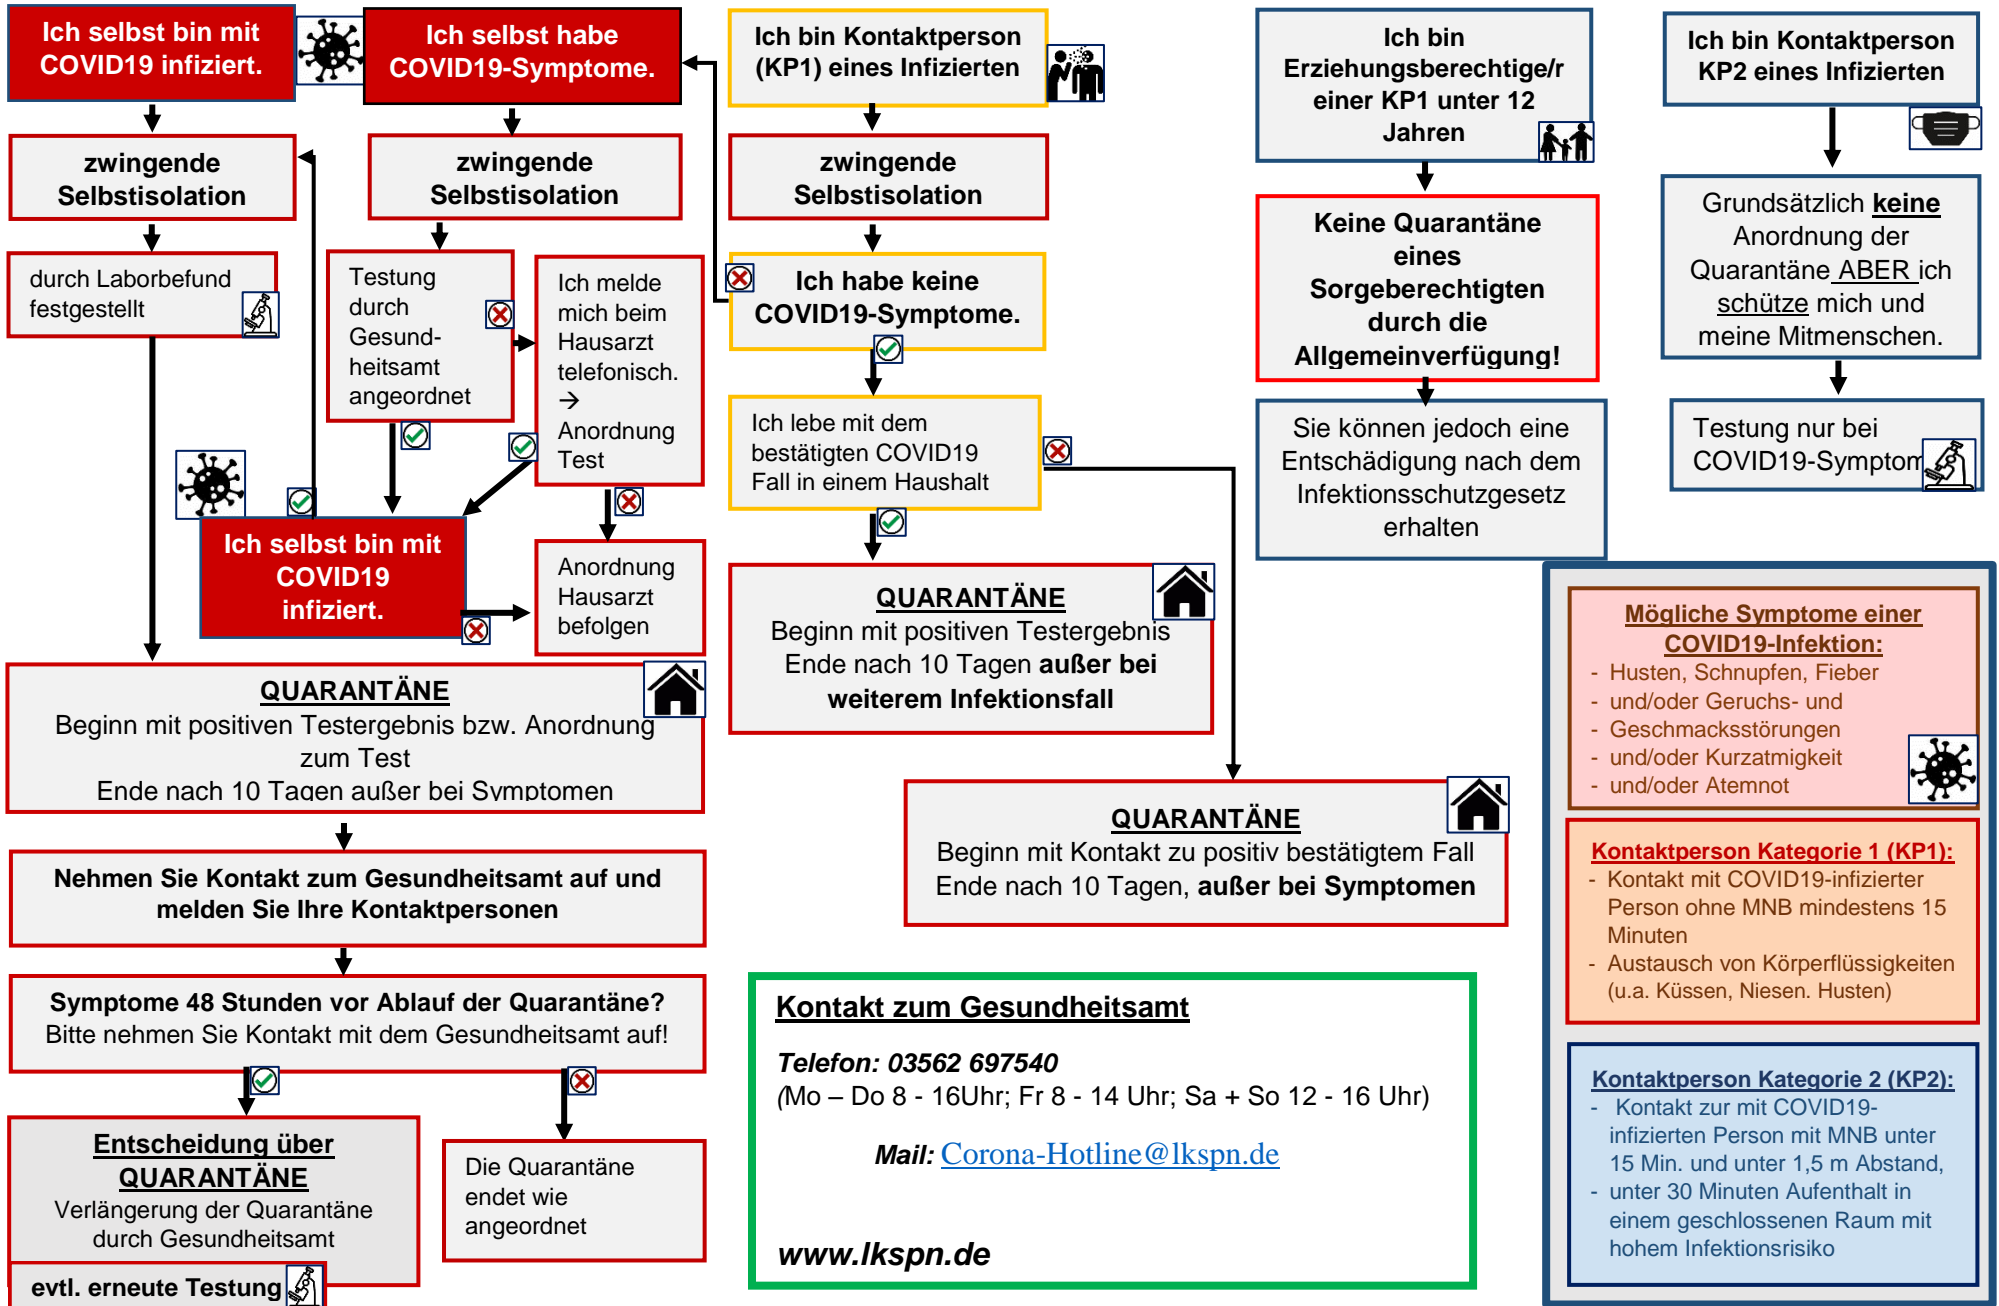 Ich selbst bin mit
COVID19 infiziert.
zwingende
Selbstisolation
durch Laborbefund
festgestellt
Ich selbst habe
COVID19-Symptome.
zwingende
Selbstisolation
Testung
durch
Gesund-
heitsamt
angeordnet
Ich melde
mich beim
Hausarzt
telefonisch.
→
Anordnung
Test
Ich selbst bin mit
COVID19
infiziert.
Anordnung
Hausarzt
befolgen
QUARANTÄNE
Beginn mit positiven Testergebnis bzw. Anordnung
zum Test
Ende nach 10 Tagen außer bei Symptomen
Nehmen Sie Kontakt zum Gesundheitsamt auf und
melden Sie Ihre Kontaktpersonen
Symptome 48 Stunden vor Ablauf der Quarantäne?
Bitte nehmen Sie Kontakt mit dem Gesundheitsamt auf!
Entscheidung über
QUARANTÄNE
Verlängerung der Quarantäne
durch Gesundheitsamt
evtl. erneute Testung
Die Quarantäne
endet wie
angeordnet
Ich bin Kontaktperson
(KP1) eines Infizierten
zwingende
Selbstisolation
Ich habe keine
COVID19-Symptome.
Ich lebe mit dem
bestätigten COVID19
Fall in einem Haushalt
QUARANTÄNE
Beginn mit positiven Testergebnis
Ende nach 10 Tagen außer bei
weiterem Infektionsfall
QUARANTÄNE
Beginn mit Kontakt zu positiv bestätigtem Fall
Ende nach 10 Tagen, außer bei Symptomen
Kontakt zum Gesundheitsamt
Telefon: 03562 697540
(Mo – Do 8 - 16Uhr; Fr 8 - 14 Uhr; Sa + So 12 - 16 Uhr)
Mail: Corona-Hotline@lkspn.de
www.lkspn.de
Ich bin
Erziehungsberechtige/r
einer KP1 unter 12
Jahren
Keine Quarantäne
eines
Sorgeberechtigten
durch die
Allgemeinverfügung!
Sie können jedoch eine
Entschädigung nach dem
Infektionsschutzgesetz
erhalten
Ich bin Kontaktperson
KP2 eines Infizierten
Grundsätzlich keine
Anordnung der
Quarantäne ABER ich
schütze mich und
meine Mitmenschen.
Testung nur bei
COVID19-Symptom
Mögliche Symptome einer
COVID19-Infektion:
- Husten, Schnupfen, Fieber
- und/oder Geruchs- und
- Geschmacksstörungen
- und/oder Kurzatmigkeit
- und/oder Atemnot
Kontaktperson Kategorie 1 (KP1):
- Kontakt mit COVID19-infizierter
Person ohne MNB mindestens 15
Minuten
- Austausch von Körperflüssigkeiten
(u.a. Küssen, Niesen. Husten)
Kontaktperson Kategorie 2 (KP2):
- Kontakt zur mit COVID19-
infizierten Person mit MNB unter
15 Min. und unter 1,5 m Abstand,
- unter 30 Minuten Aufenthalt in
einem geschlossenen Raum mit
hohem Infektionsrisiko